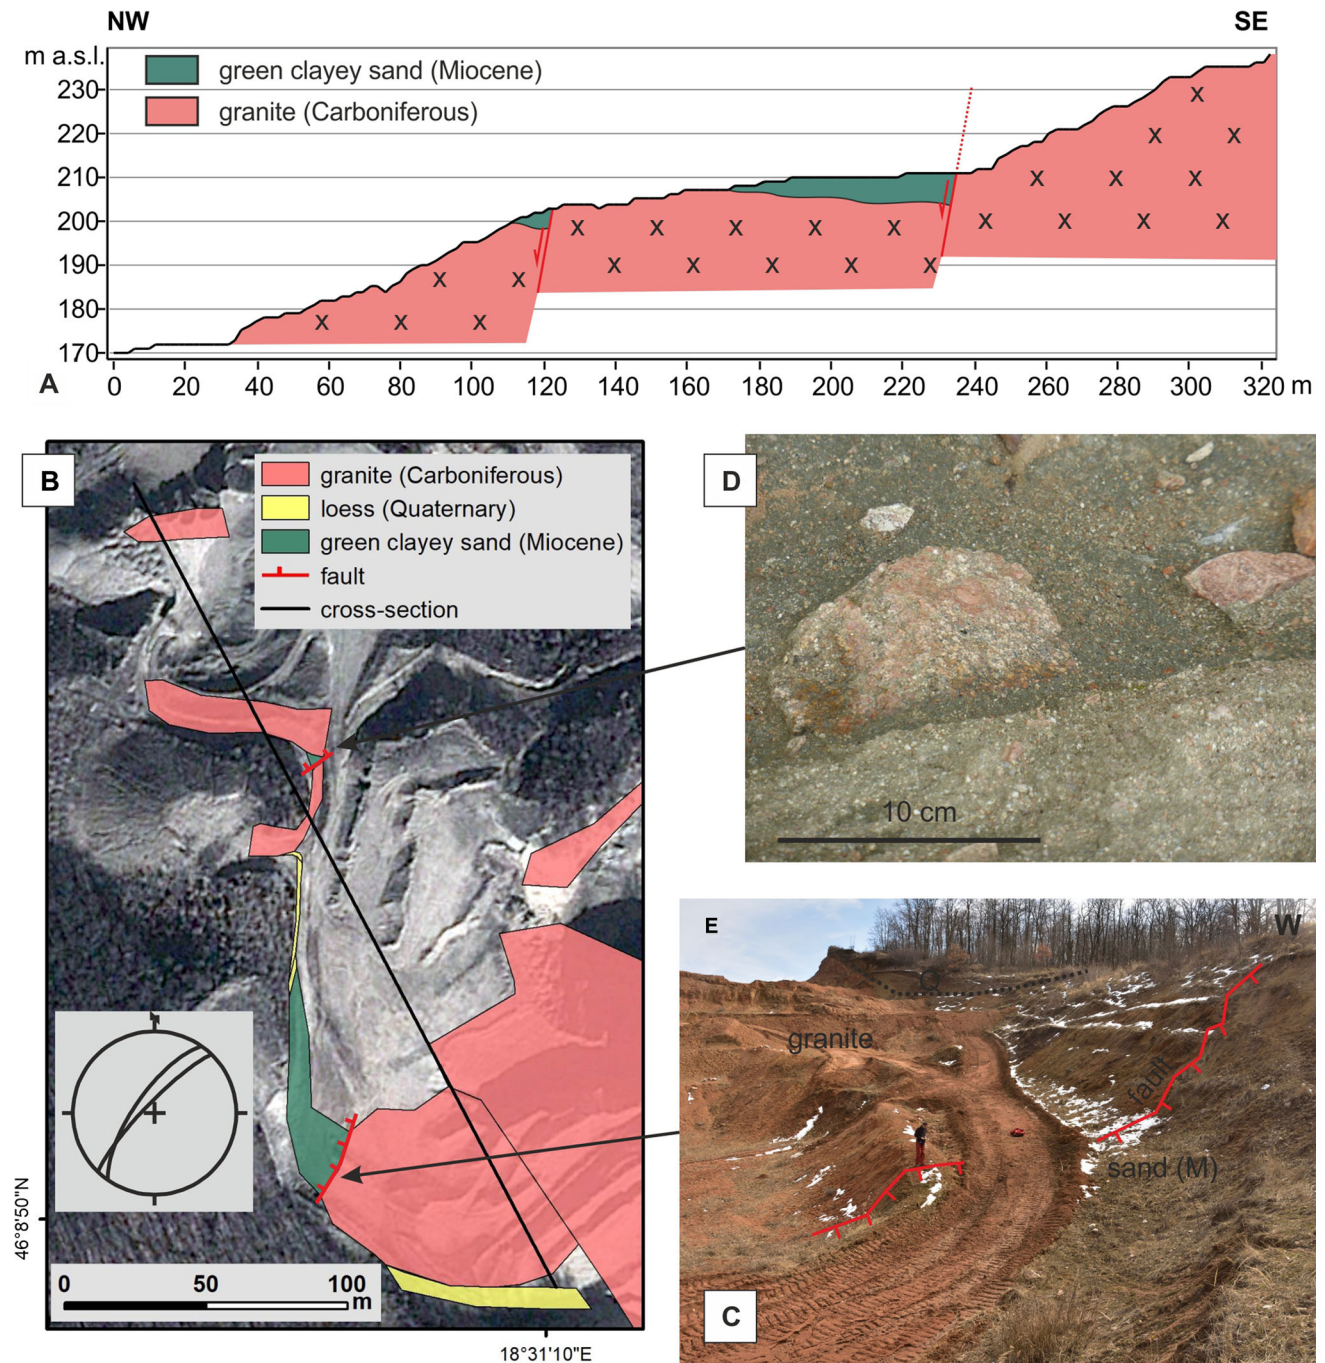 NW
SE
m a.s.l.
green clayey sand (Miocene)
granite (Carboniferous)
230
220
210
200
190
180
170
x x x x x x x x x x x x x x x x x x x x x x x x x x x x
0 20 40 60 80 100 120 140 160 180 200 220 240 260 280 300 320 m
A
B
granite (Carboniferous)
loess (Quaternary)
green clayey sand (Miocene)
fault
cross-section
46°8'50"N
0 50 100
m
18°31'10"E
D
10 cm
E
W
Q
granite
fault
sand (M)
C